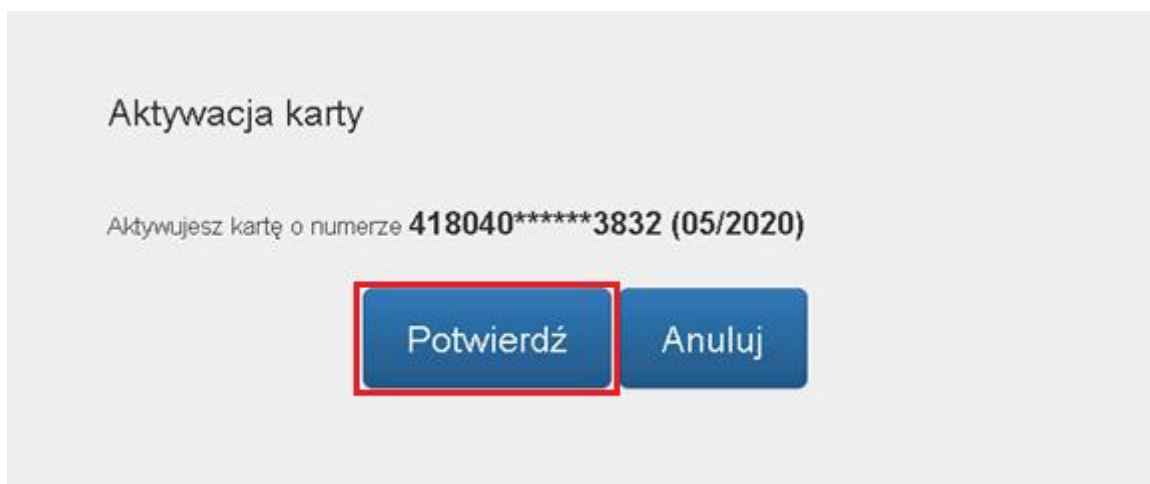 Aktywacja karty
Aktywujesz kartę o numerze 418040******3832 (05/2020)
Potwierdź Anuluj